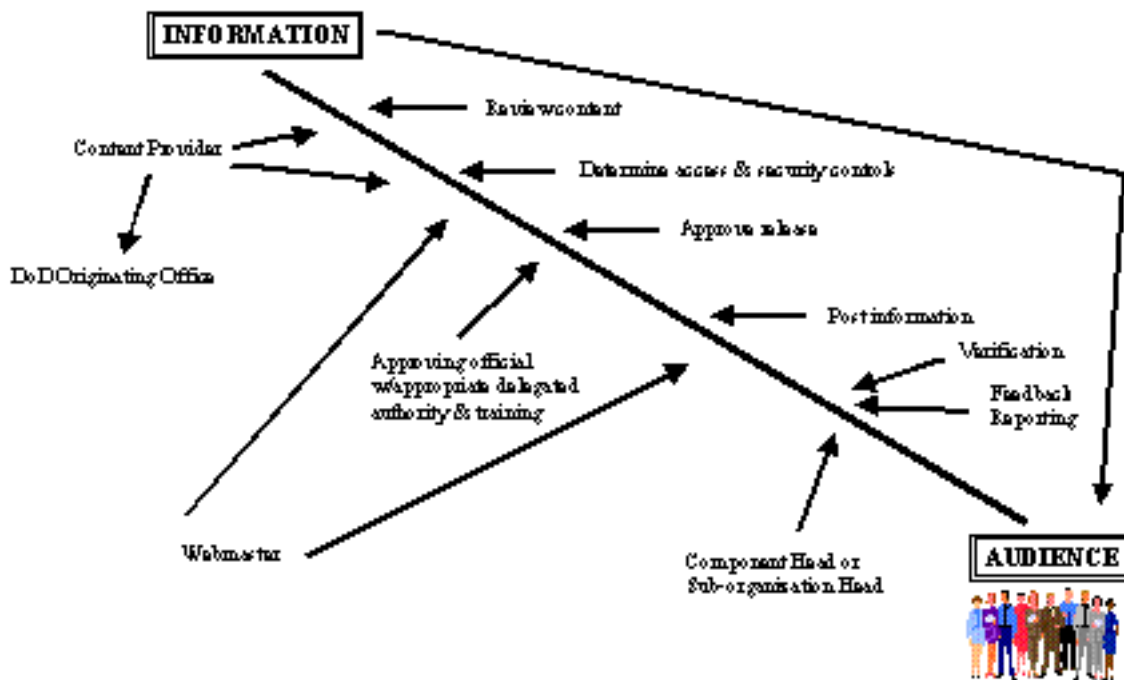 INFORMATION
Review content
Content Provider
Determine access & security controls
Approve release
DoD Originating Office
Post information
Verification
Approving official
w/appropriate delegated
authority & training
Feedback
Reporting
Webmaster
Component Head or
Sub-organization Head
AUDIENCE